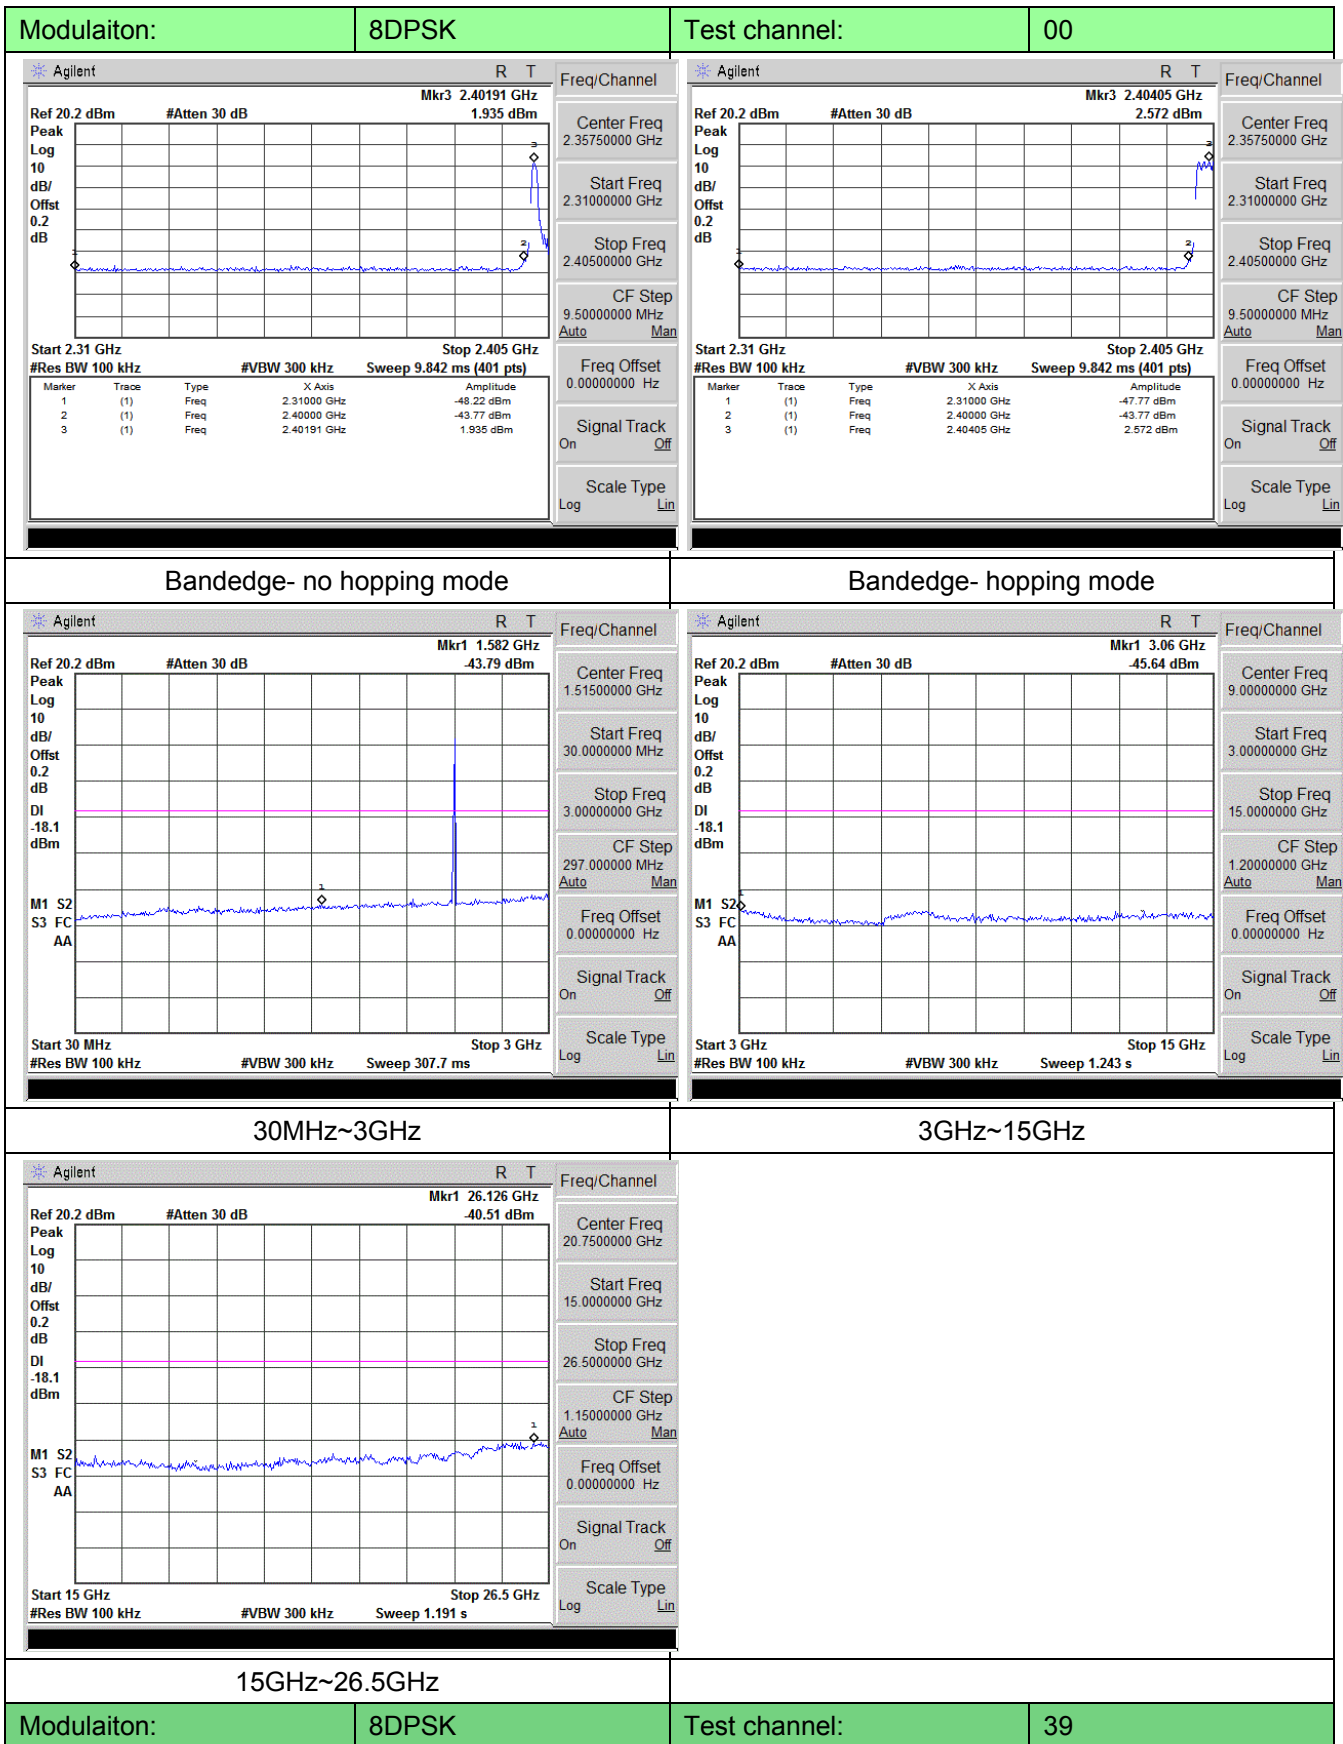 Modulaiton: 8DPSK Test channel: 00
Agilent R T
Mkr3 2.40191 GHz
Ref 20.2 dBm #Atten 30 dB 1.935 dBm
Peak
Log
10
dB/
Offst
0.2
dB
3
2
1
Start 2.31 GHz Stop 2.405 GHz
#Res BW 100 kHz #VBW 300 kHz Sweep 9.842 ms (401 pts)
Marker Trace Type X Axis Amplitude
1 (1) Freq 2.31000 GHz -48.22 dBm
2 (1) Freq 2.40000 GHz -43.77 dBm
3 (1) Freq 2.40191 GHz 1.935 dBm
Freq/Channel
Center Freq
2.35750000 GHz
Start Freq
2.31000000 GHz
Stop Freq
2.40500000 GHz
CF Step
9.50000000 MHz
Auto Man
Freq Offset
0.00000000 Hz
Signal Track
On Off
Scale Type
Log Lin
Agilent R T
Mkr3 2.40405 GHz
Ref 20.2 dBm #Atten 30 dB 2.572 dBm
Peak
Log
10
dB/
Offst
0.2
dB
3
2
1
Start 2.31 GHz Stop 2.405 GHz
#Res BW 100 kHz #VBW 300 kHz Sweep 9.842 ms (401 pts)
Marker Trace Type X Axis Amplitude
1 (1) Freq 2.31000 GHz -47.77 dBm
2 (1) Freq 2.40000 GHz -43.77 dBm
3 (1) Freq 2.40405 GHz 2.572 dBm
Freq/Channel
Center Freq
2.35750000 GHz
Start Freq
2.31000000 GHz
Stop Freq
2.40500000 GHz
CF Step
9.50000000 MHz
Auto Man
Freq Offset
0.00000000 Hz
Signal Track
On Off
Scale Type
Log Lin
Bandedge- no hopping mode Bandedge- hopping mode
Agilent R T
Mkr1 1.582 GHz
Ref 20.2 dBm #Atten 30 dB -43.79 dBm
Peak
Log
10
dB/
Offst
0.2
dB
DI
-18.1
dBm
1
M1 S2
S3 FC
AA
Start 30 MHz Stop 3 GHz
#Res BW 100 kHz #VBW 300 kHz Sweep 307.7 ms
Freq/Channel
Center Freq
1.51500000 GHz
Start Freq
30.0000000 MHz
Stop Freq
3.00000000 GHz
CF Step
297.000000 MHz
Auto Man
Freq Offset
0.00000000 Hz
Signal Track
On Off
Scale Type
Log Lin
Agilent R T
Mkr1 3.06 GHz
Ref 20.2 dBm #Atten 30 dB -45.64 dBm
Peak
Log
10
dB/
Offst
0.2
dB
DI
-18.1
dBm
1
M1 S2
S3 FC
AA
Start 3 GHz Stop 15 GHz
#Res BW 100 kHz #VBW 300 kHz Sweep 1.243 s
Freq/Channel
Center Freq
9.00000000 GHz
Start Freq
3.00000000 GHz
Stop Freq
15.0000000 GHz
CF Step
1.20000000 GHz
Auto Man
Freq Offset
0.00000000 Hz
Signal Track
On Off
Scale Type
Log Lin
30MHz~3GHz 3GHz~15GHz
Agilent R T
Mkr1 26.126 GHz
Ref 20.2 dBm #Atten 30 dB -40.51 dBm
Peak
Log
10
dB/
Offst
0.2
dB
DI
-18.1
dBm
1
M1 S2
S3 FC
AA
Start 15 GHz Stop 26.5 GHz
#Res BW 100 kHz #VBW 300 kHz Sweep 1.191 s
Freq/Channel
Center Freq
20.7500000 GHz
Start Freq
15.0000000 GHz
Stop Freq
26.5000000 GHz
CF Step
1.15000000 GHz
Auto Man
Freq Offset
0.00000000 Hz
Signal Track
On Off
Scale Type
Log Lin
15GHz~26.5GHz
Modulaiton: 8DPSK Test channel: 39